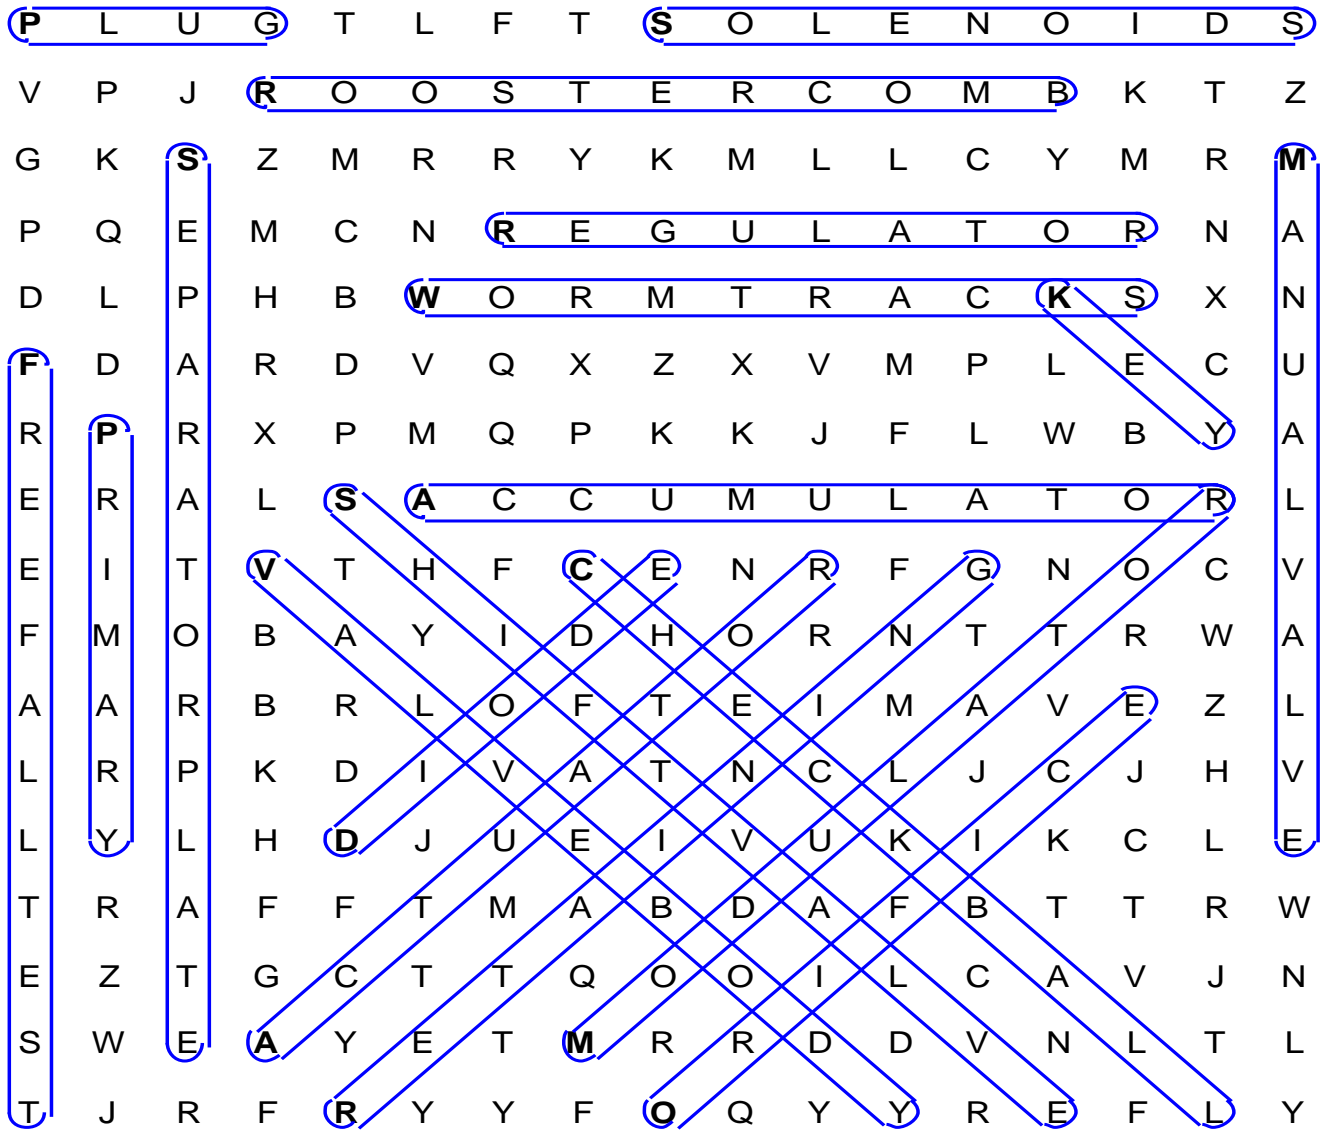 P L U G T L F T S O L E N O I D S
V P J R O O S T E R C O M B K T Z
G K S Z M R R Y K M L L C Y M R M
P Q E M C N R E G U L A T O R N A
D L P H B W O R M T R A C K S X N
F D A R D V Q X Z X V M P L E C U
R P R X P M Q P K K J F L W B Y A
E R A L S A C C U M U L A T O R L
E I T V T H F C E N R F G N O C V
F M O B A Y I D H O R N T T R W A
A A R B R L O F T E I M A V E Z L
L R P K D I V A T N C L J C J H V
L Y L H D J U E I V U K I K C L E
T R A F F T M A B D A F B T T R W
E Z T G C T T Q O O I L C A V J N
S W E A Y E T M R R D D V N L T L
T J R F R Y Y F O Q Y Y R E F L Y